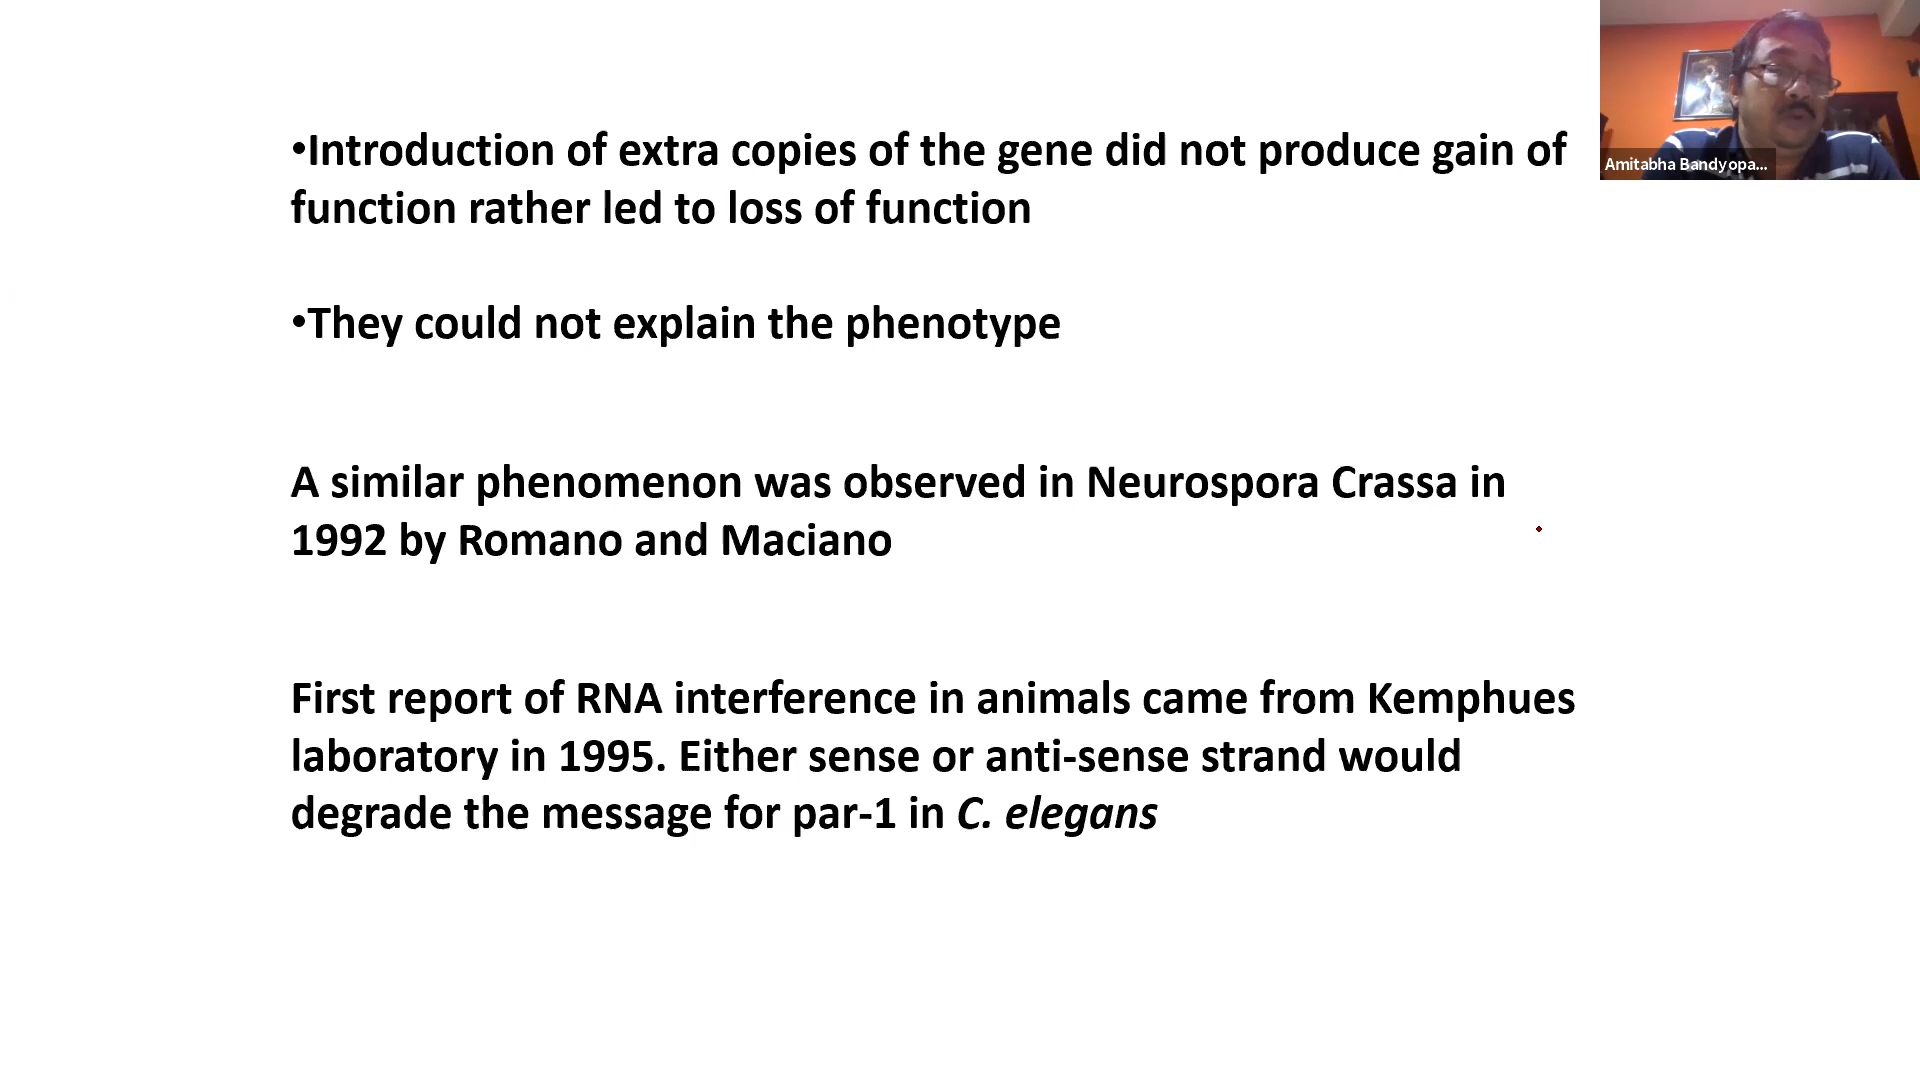 •Introduction of extra copies of the gene did not produce gain of
function rather led to loss of function
•They could not explain the phenotype
A similar phenomenon was observed in Neurospora Crassa in
1992 by Romano and Maciano
First report of RNA interference in animals came from Kemphues
laboratory in 1995. Either sense or anti-sense strand would
degrade the message for par-1 in C. elegans
Amitabha Bandyopa...